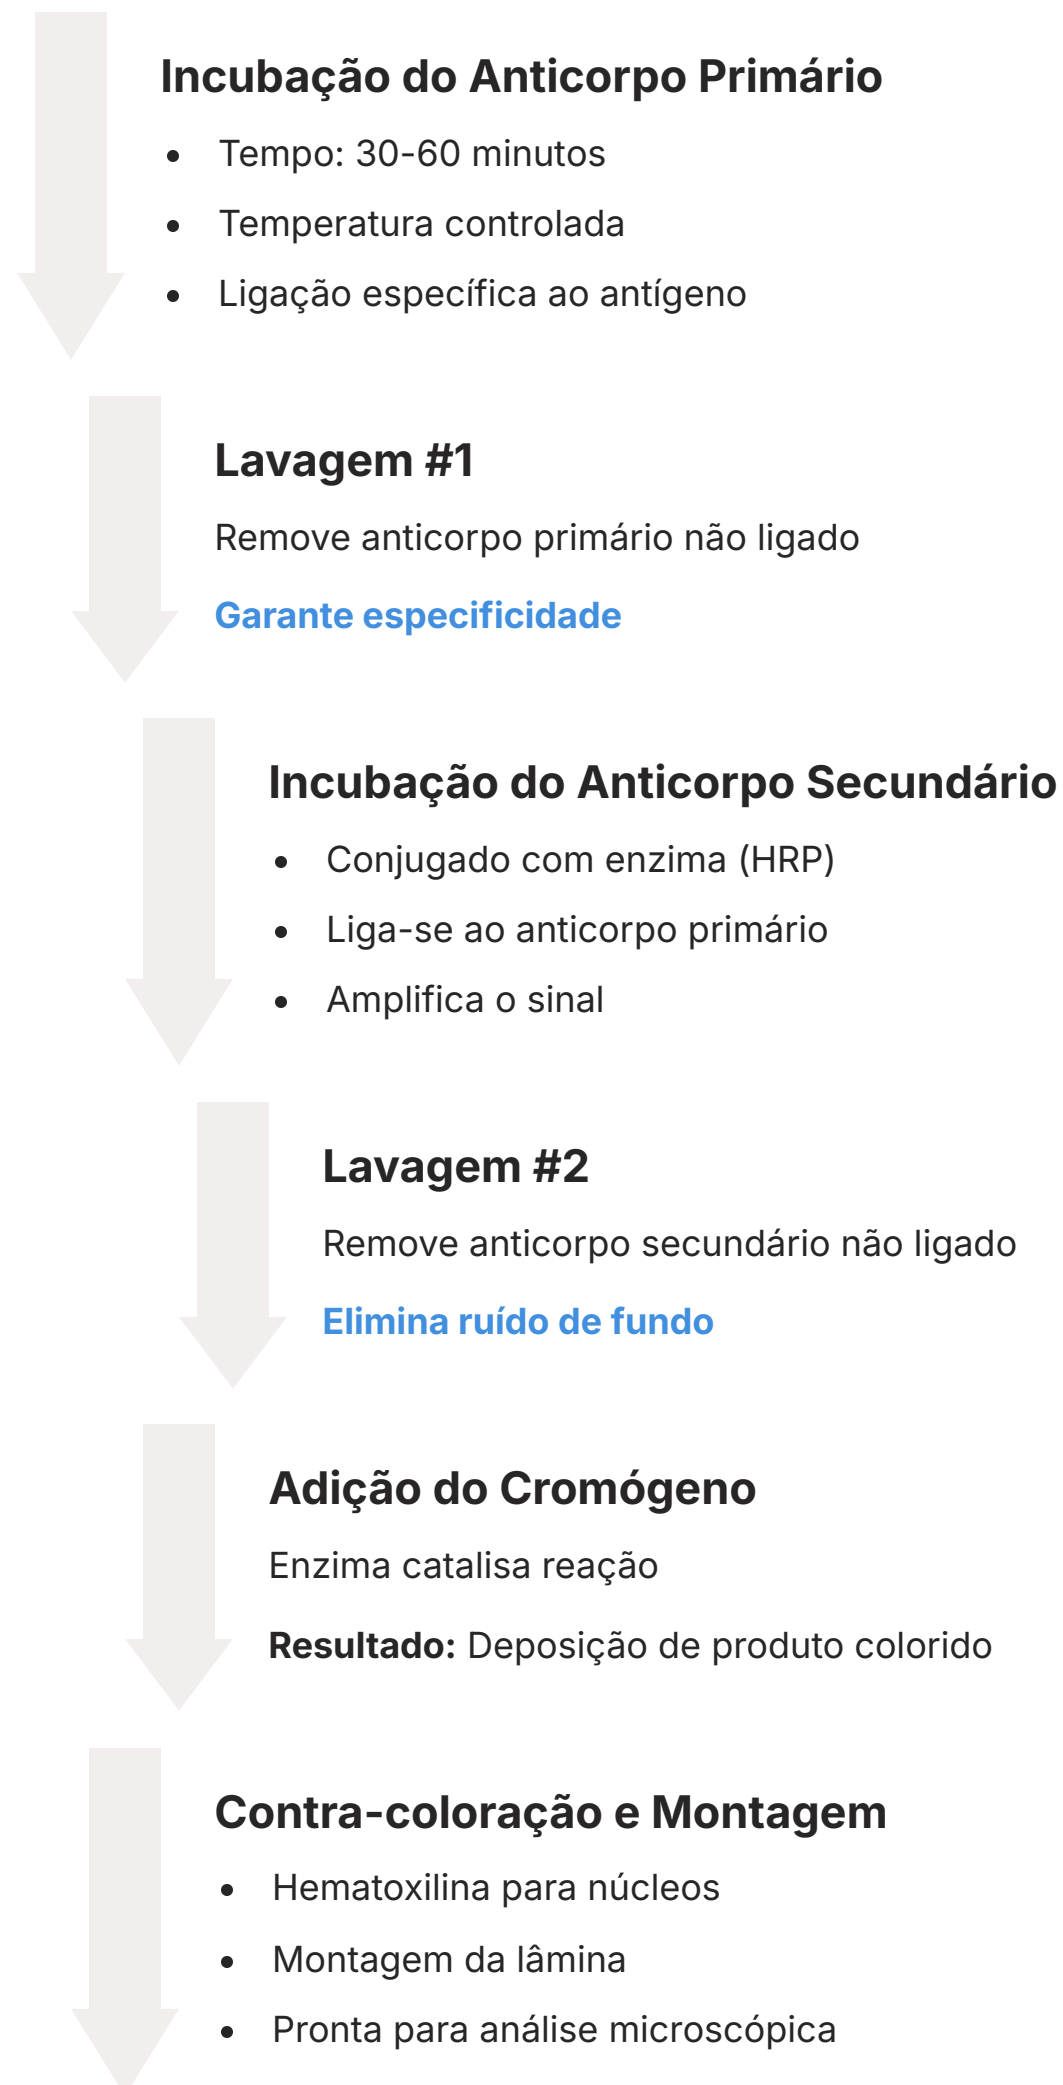 Incubação do Anticorpo Primário
• Tempo: 30-60 minutos
• Temperatura controlada
• Ligação específica ao antígeno
Lavagem #1
Remove anticorpo primário não ligado
Garante especificidade
Incubação do Anticorpo Secundário
• Conjugado com enzima (HRP)
• Liga-se ao anticorpo primário
• Amplifica o sinal
Lavagem #2
Remove anticorpo secundário não ligado
Elimina ruído de fundo
Adição do Cromógeno
Enzima catalisa reação
Resultado: Deposição de produto colorido
Contra-coloração e Montagem
• Hematoxilina para núcleos
• Montagem da lâmina
• Pronta para análise microscópica